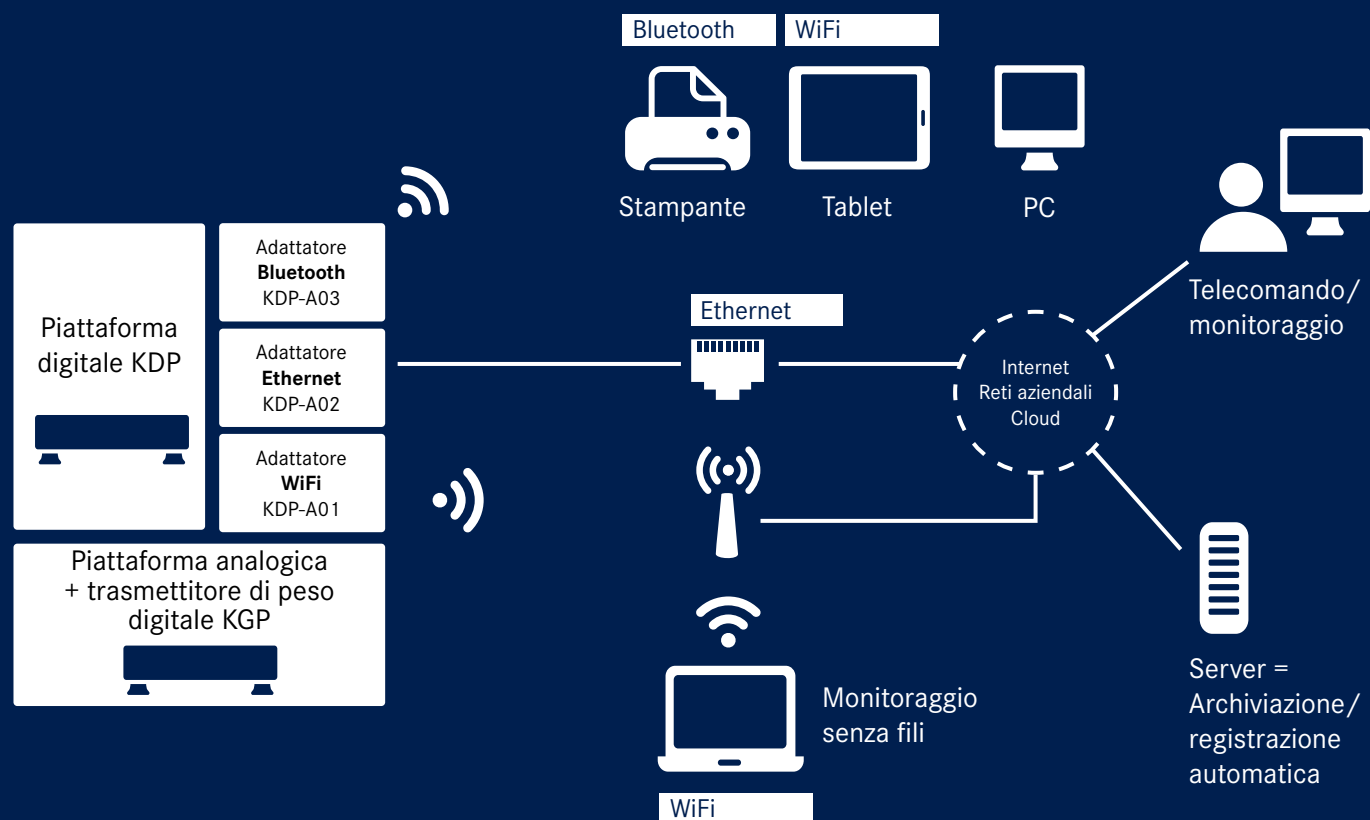 Bluetooth
WiFi
Stampante
Tablet
PC
Telecomando/
monitoraggio
Piattaforma
digitale KDP
Adattatore
Bluetooth
KDP-A03
Adattatore
Ethernet
KDP-A02
Adattatore
WiFi
KDP-A01
Piattaforma analogica
+ trasmettitore di peso
digitale KGP
Ethernet
Internet
Reti aziendali
Cloud
Monitoraggio
senza fili
WiFi
Server =
Archiviazione/
registrazione
automatica